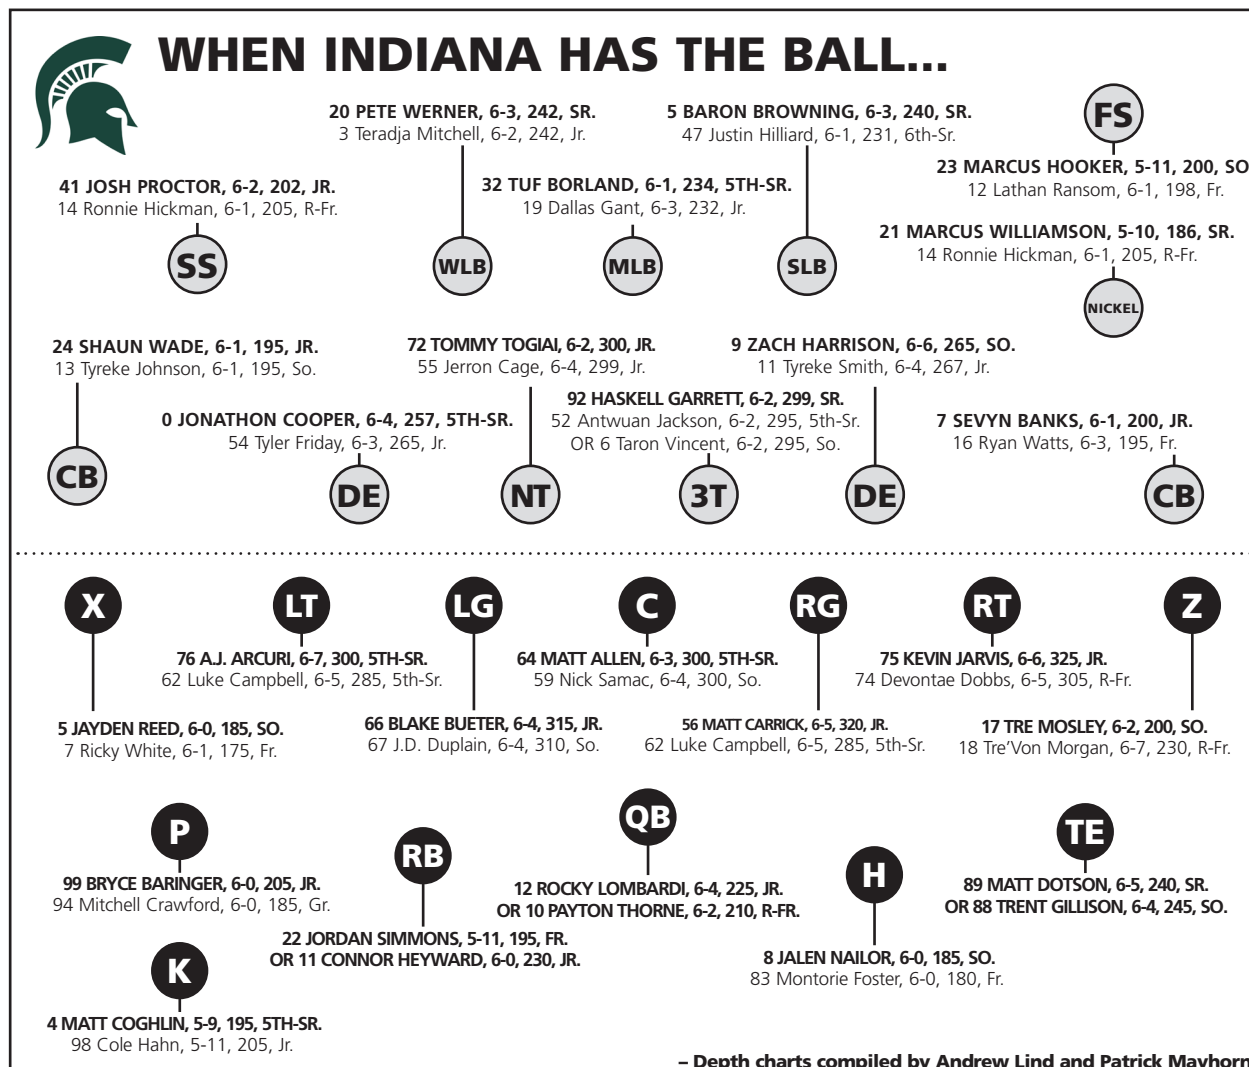 WHEN INDIANA HAS THE BALL...
20 PETE WERNER, 6-3, 242, SR.
3 Teradja Mitchell, 6-2, 242, Jr.
5 BARON BROWNING, 6-3, 240, SR.
47 Justin Hilliard, 6-1, 231, 6th-Sr.
FS
23 MARCUS HOOKER, 5-11, 200, SO
12 Lathan Ransom, 6-1, 198, Fr.
41 JOSH PROCTOR, 6-2, 202, JR.
14 Ronnie Hickman, 6-1, 205, R-Fr.
32 TUF BORLAND, 6-1, 234, 5TH-SR.
19 Dallas Gant, 6-3, 232, Jr.
21 MARCUS WILLIAMSON, 5-10, 186, SR.
14 Ronnie Hickman, 6-1, 205, R-Fr.
SS
WLB
MLB
SLB
NICKEL
24 SHAUN WADE, 6-1, 195, JR.
13 Tyreke Johnson, 6-1, 195, So.
72 TOMMY TOGIAI, 6-2, 300, JR.
55 Jerron Cage, 6-4, 299, Jr.
9 ZACH HARRISON, 6-6, 265, SO.
11 Tyreke Smith, 6-4, 267, Jr.
0 JONATHON COOPER, 6-4, 257, 5TH-SR.
54 Tyler Friday, 6-3, 265, Jr.
92 HASKELL GARRETT, 6-2, 299, SR.
52 Antwuan Jackson, 6-2, 295, 5th-Sr.
OR 6 Taron Vincent, 6-2, 295, So.
7 SEVYN BANKS, 6-1, 200, JR.
16 Ryan Watts, 6-3, 195, Fr.
CB
DE
NT
3T
DE
CB
X
LT
LG
C
RG
RT
Z
76 A.J. ARCURI, 6-7, 300, 5TH-SR.
62 Luke Campbell, 6-5, 285, 5th-Sr.
64 MATT ALLEN, 6-3, 300, 5TH-SR.
59 Nick Samac, 6-4, 300, So.
75 KEVIN JARVIS, 6-6, 325, JR.
74 Devontae Dobbs, 6-5, 305, R-Fr.
5 JAYDEN REED, 6-0, 185, SO.
7 Ricky White, 6-1, 175, Fr.
66 BLAKE BUETER, 6-4, 315, JR.
67 J.D. Duplain, 6-4, 310, So.
56 MATT CARRICK, 6-5, 320, JR.
62 Luke Campbell, 6-5, 285, 5th-Sr.
17 TRE MOSLEY, 6-2, 200, SO.
18 Tre'Von Morgan, 6-7, 230, R-Fr.
P
99 BRYCE BARINGER, 6-0, 205, JR.
94 Mitchell Crawford, 6-0, 185, Gr.
RB
22 JORDAN SIMMONS, 5-11, 195, FR.
OR 11 CONNOR HEYWARD, 6-0, 230, JR.
QB
12 ROCKY LOMBARDI, 6-4, 225, JR.
OR 10 PAYTON THORNE, 6-2, 210, R-FR.
H
8 JALEN NAILOR, 6-0, 185, SO.
83 Montorie Foster, 6-0, 180, Fr.
TE
89 MATT DOTSON, 6-5, 240, SR.
OR 88 TRENT GILLISON, 6-4, 245, SO.
K
4 MATT COGHLIN, 5-9, 195, 5TH-SR.
98 Cole Hahn, 5-11, 205, Jr.
– Depth charts compiled by Andrew Lind and Patrick Mayhorn